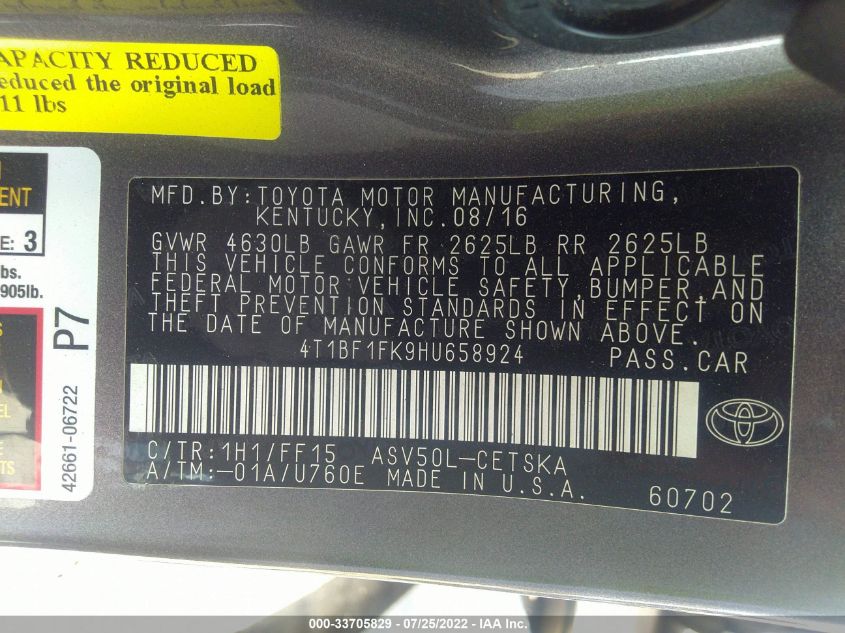 APACITY REDUCED
educed the original load
11 lbs
ENT
E: 3
bs.
905lb.
P7
42661-06722
EL
MFD.BY:TOYOTA MOTOR MANUFACTURING,
KENTUCKY,INC.08/16
GVWR 4630LB GAWR FR 2625LB RR 2625LB
THIS VEHICLE CONFORMS TO ALL APPLICABLE
FEDERAL MOTOR VEHICLE SAFETY,BUMPER,AND
THEFT PREVENTION STANDARDS IN EFFECT ON
THE DATE OF MANUFACTURE SHOWN ABOVE.
4T1BF1FK9HU658924 PASS.CAR
C/TR:1H1/FF15 ASV50L-CETSKA
A/TM:-01A/U760E MADE IN U.S.A.
60702
000-33705829 - 07/25/2022 - IAA Inc.